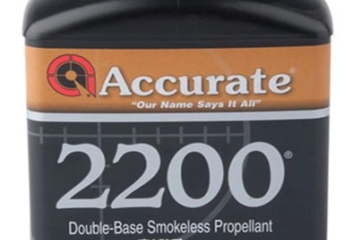 Accurate®
"Our Name Says It All"
2200®
Double-Base Smokeless Propellant